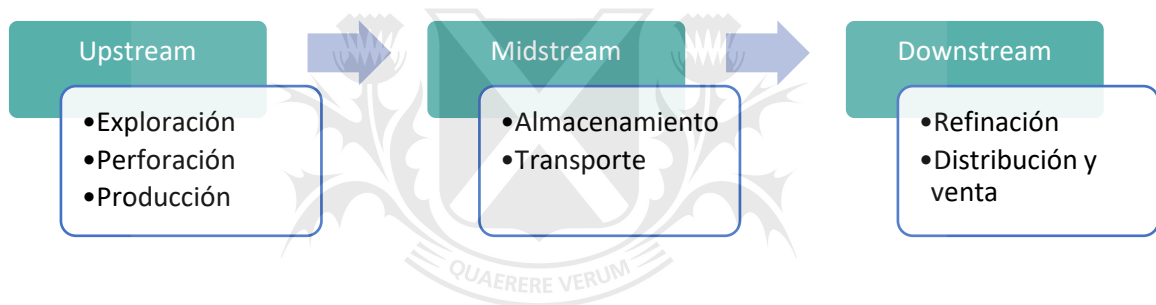 Upstream
•Exploración
•Perforación
•Producción
Midstream
•Almacenamiento
•Transporte
Downstream
•Refinación
•Distribución y
venta
QUAERERE VERUM